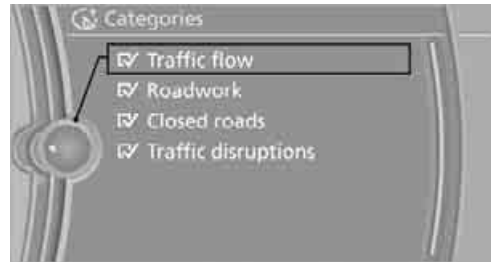 Categories
Traffic flow
Roadwork
Closed roads
Traffic disruptions